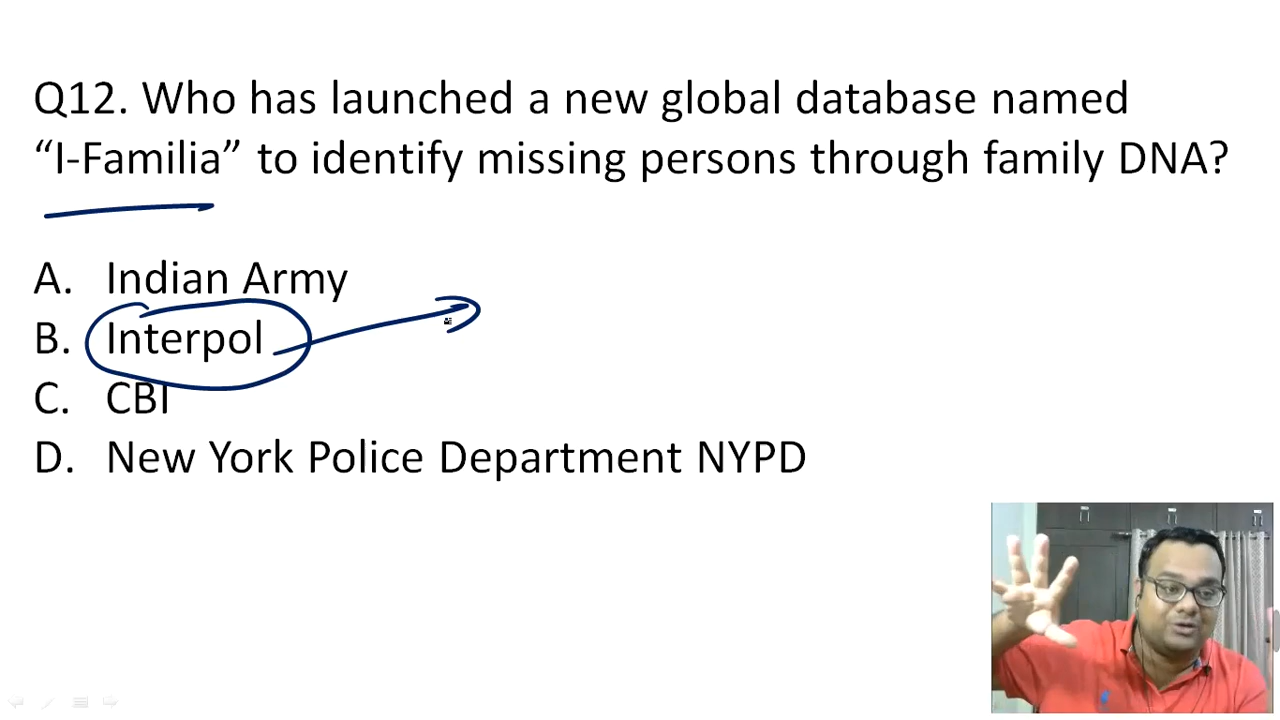 Q12. Who has launched a new global database named
“I-Familia” to identify missing persons through family DNA?
A. Indian Army
B. Interpol
C. CBI
D. New York Police Department NYPD